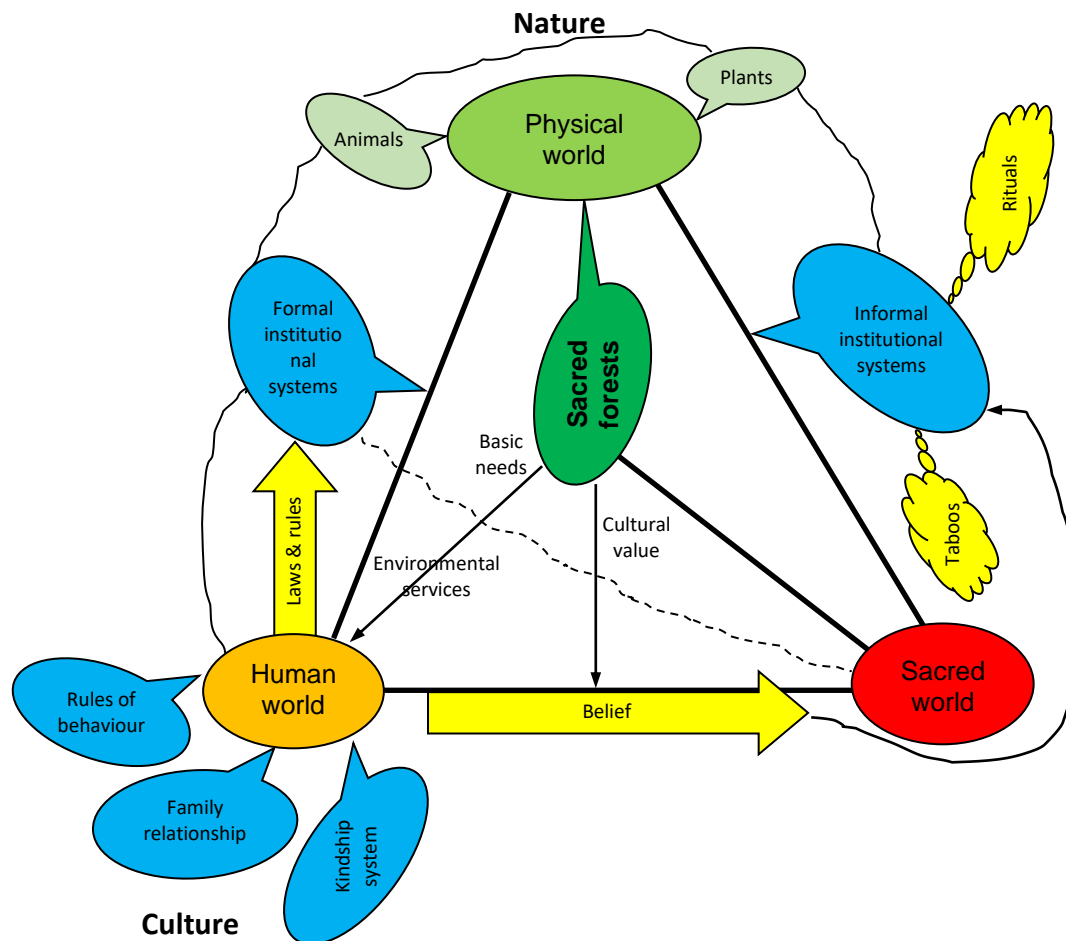 Nature
Plants
Animals
Physical
world
Rituals
Formal
institutio
nal
systems
Informal
institutional
systems
Sacred
forests
Basic
needs
Cultural
value
Taboos
Environmental
services
Laws & rules
Human
world
Sacred
world
Rules of
behaviour
Belief
Family
relationship
Kindship
system
Culture